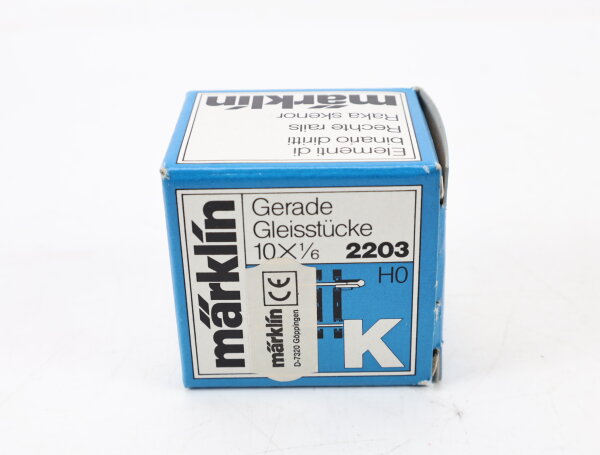 märklin
Raka skenor
Rechte rails
binario diritti
Elementi di
märklin
Gerade
Gleisstücke
10×1/6 2203
H0
K
CE
märklin
D-7320 Göppingen